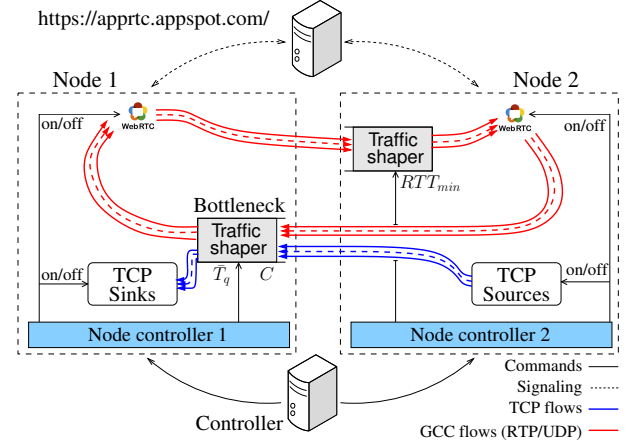 https://apprtc.appspot.com/
Node 1
Node 2
on/off
WebRTC
WebRTC
on/off
Traffic
shaper
RTT_min
Bottleneck
Traffic
shaper
on/off
TCP
Sinks
T̄_q
C
TCP
Sources
on/off
Node controller 1
Node controller 2
Controller
Commands
Signaling
TCP flows
GCC flows (RTP/UDP)